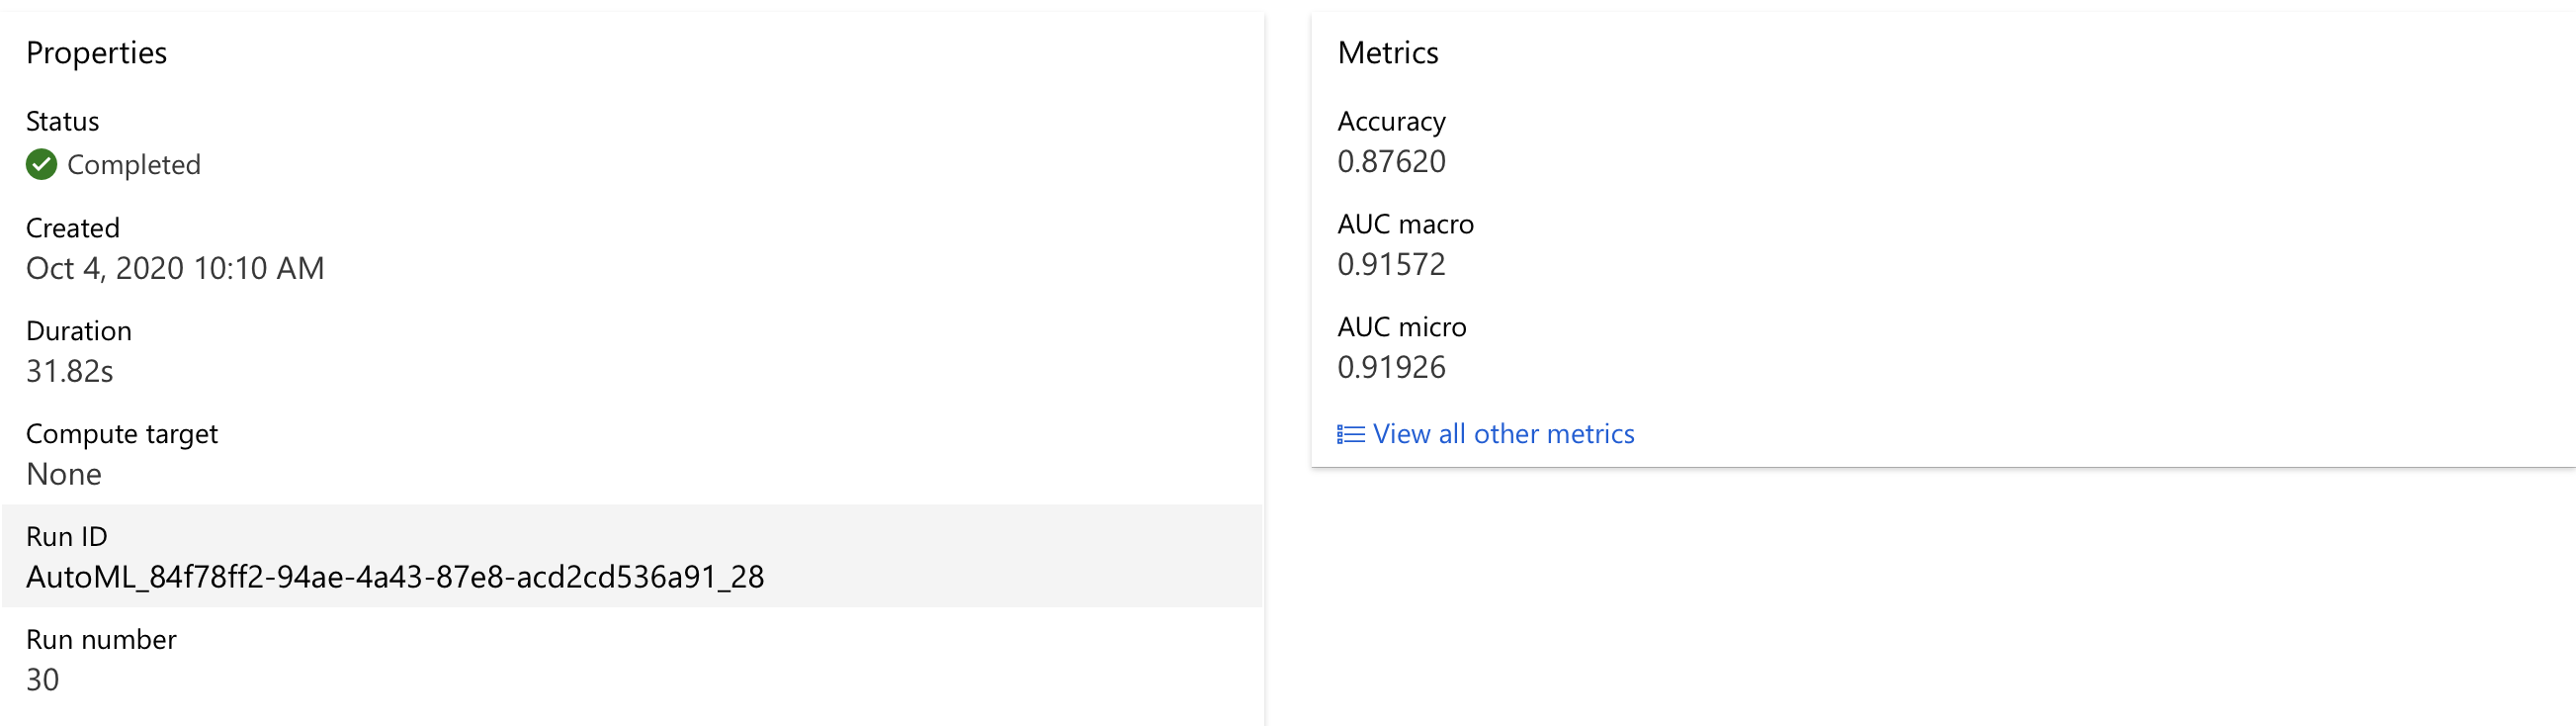 Properties
Status
Completed
Created
Oct 4, 2020 10:10 AM
Duration
31.82s
Compute target
None
Run ID
AutoML_84f78ff2-94ae-4a43-87e8-acd2cd536a91_28
Run number
30
Metrics
Accuracy
0.87620
AUC macro
0.91572
AUC micro
0.91926
View all other metrics